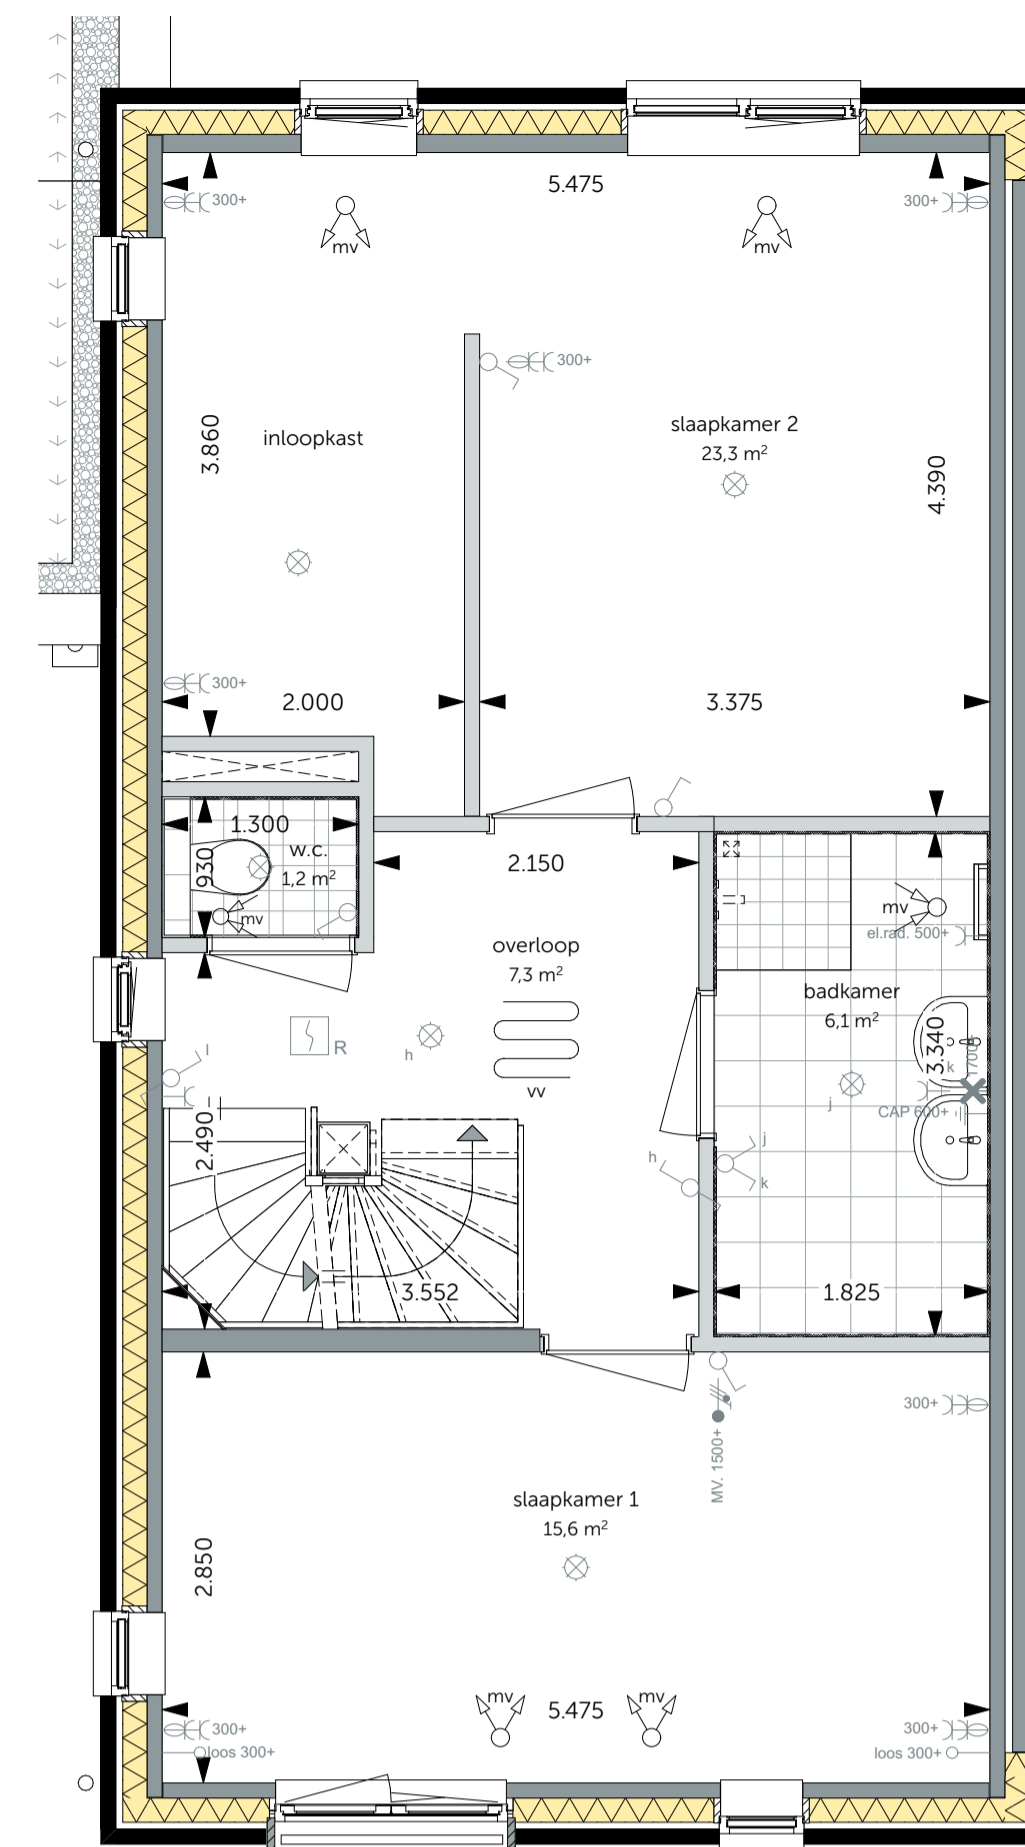 5.475
300+
300+
mv
mv
300+
slaapkamer 2
23,3 m²
inloopkast
3.860
4.390
300+
2.000
3.375
1.300
w.c.
1,2 m²
930
mv
2.150
mv
el.rad. 500+
overloop
7,3 m²
badkamer
6,1 m²
3.340
1700+
k
R
h
l
vv
j
CAP 600+
2.490
h
j
k
3.552
1.825
300+
MV. 1500+
slaapkamer 1
15,6 m²
2.850
mv
mv
5.475
300+
300+
loos 300+
loos 300+